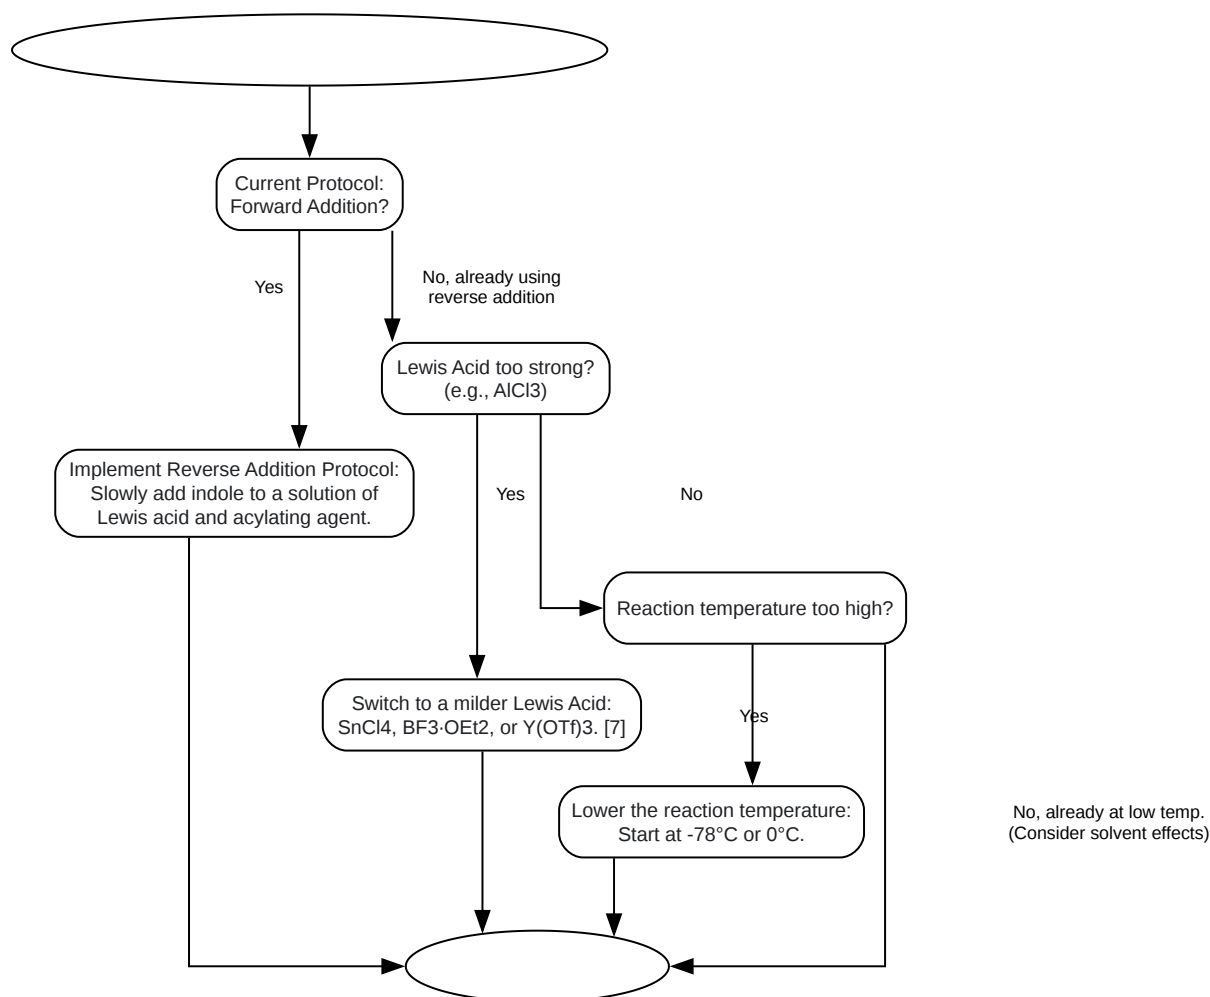 Current Protocol:
Forward Addition?
Yes
No, already using
reverse addition
Lewis Acid too strong?
(e.g., AlCl3)
Implement Reverse Addition Protocol:
Slowly add indole to a solution of
Lewis acid and acylating agent.
Yes
No
Reaction temperature too high?
Switch to a milder Lewis Acid:
SnCl4, BF3·OEt2, or Y(OTf)3. [7]
Yes
Lower the reaction temperature:
Start at -78°C or 0°C.
No, already at low temp.
(Consider solvent effects)